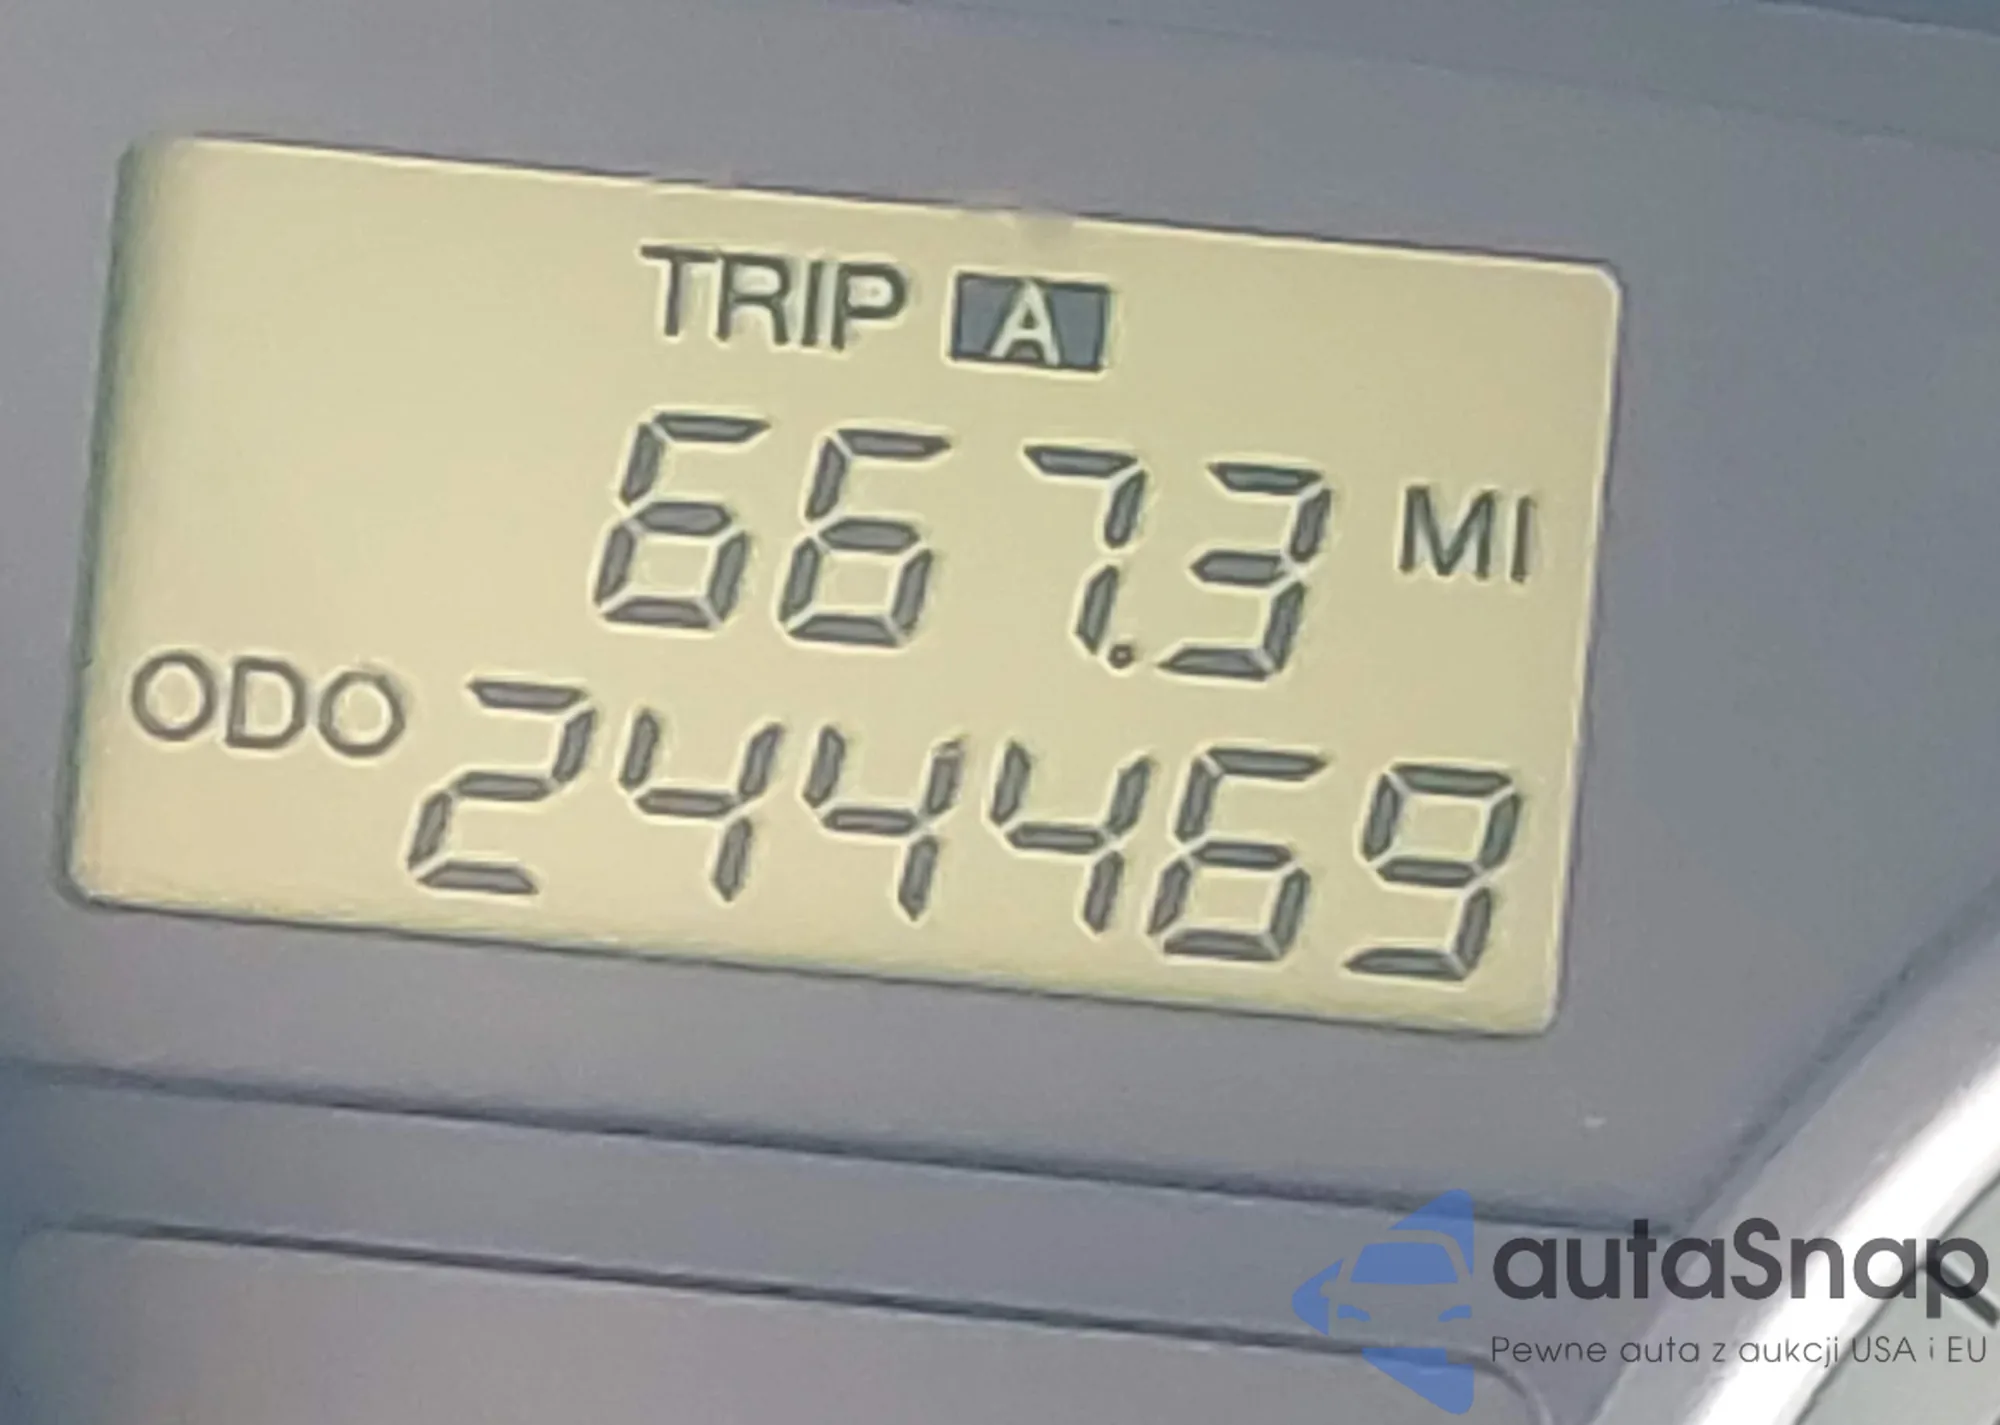 TRIP A
667.3 MI
ODO 244469
autaSnap
Pewne auta z aukcji USA i EU